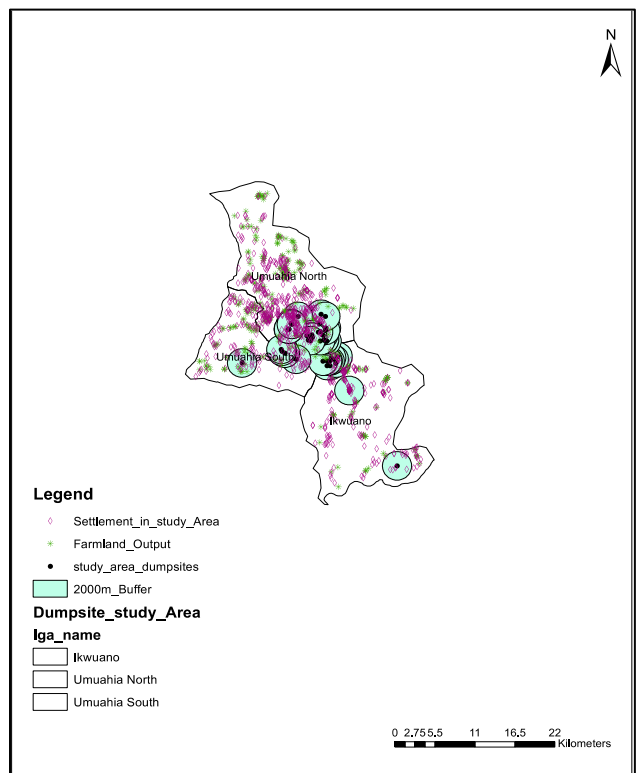 N
Umuahia North
Umuahia South
Ikwuano
Legend
Settlement_in_study_Area
Farmland_Output
study_area_dumpsites
2000m_Buffer
Dumpsite_study_Area
lga_name
Ikwuano
Umuahia North
Umuahia South
0 2.75 5.5 11 16.5 22
Kilometers